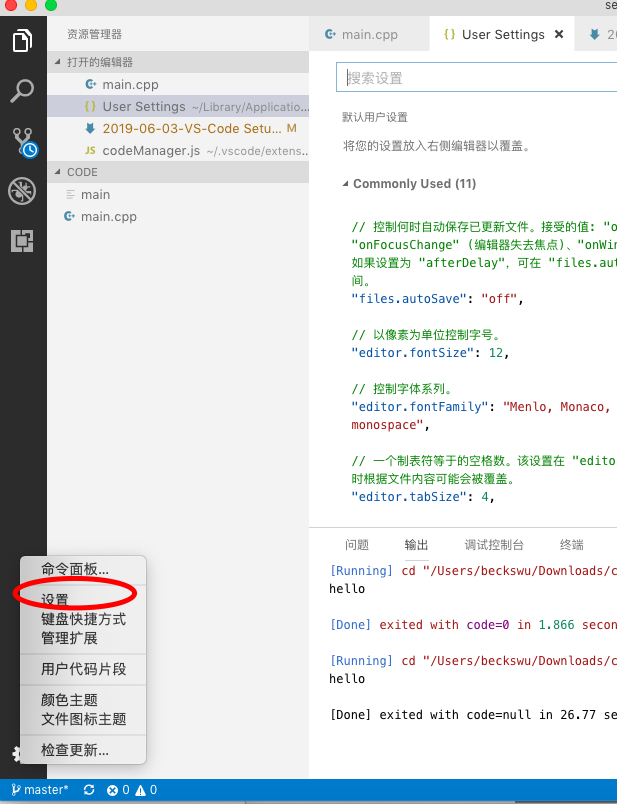 se
资源管理器
main.cpp
User Settings
打开的编辑器
main.cpp
User Settings ~/Library/Applicatio...
2019-06-03-VS-Code Setu... M
JS codeManager.js ~/.vscode/extens...
CODE
main
main.cpp
搜索设置
默认用户设置
将您的设置放入右侧编辑器以覆盖。
Commonly Used (11)
// 控制何时自动保存已更新文件。接受的值: "o
"onFocusChange" (编辑器失去焦点)、"onWin
如果设置为 "afterDelay"，可在 "files.aut
间。
"files.autoSave": "off",
// 以像素为单位控制字号。
"editor.fontSize": 12,
// 控制字体系列。
"editor.fontFamily": "Menlo, Monaco,
monospace",
// 一个制表符等于的空格数。该设置在 "edito
时根据文件内容可能会被覆盖。
"editor.tabSize": 4,
问题 输出 调试控制台 终端
[Running] cd "/Users/beckswu/Downloads/c
hello
[Done] exited with code=0 in 1.866 secon
[Running] cd "/Users/beckswu/Downloads/c
hello
[Done] exited with code=null in 26.77 se
命令面板...
设置
键盘快捷方式
管理扩展
用户代码片段
颜色主题
文件图标主题
检查更新...
master* 0 0